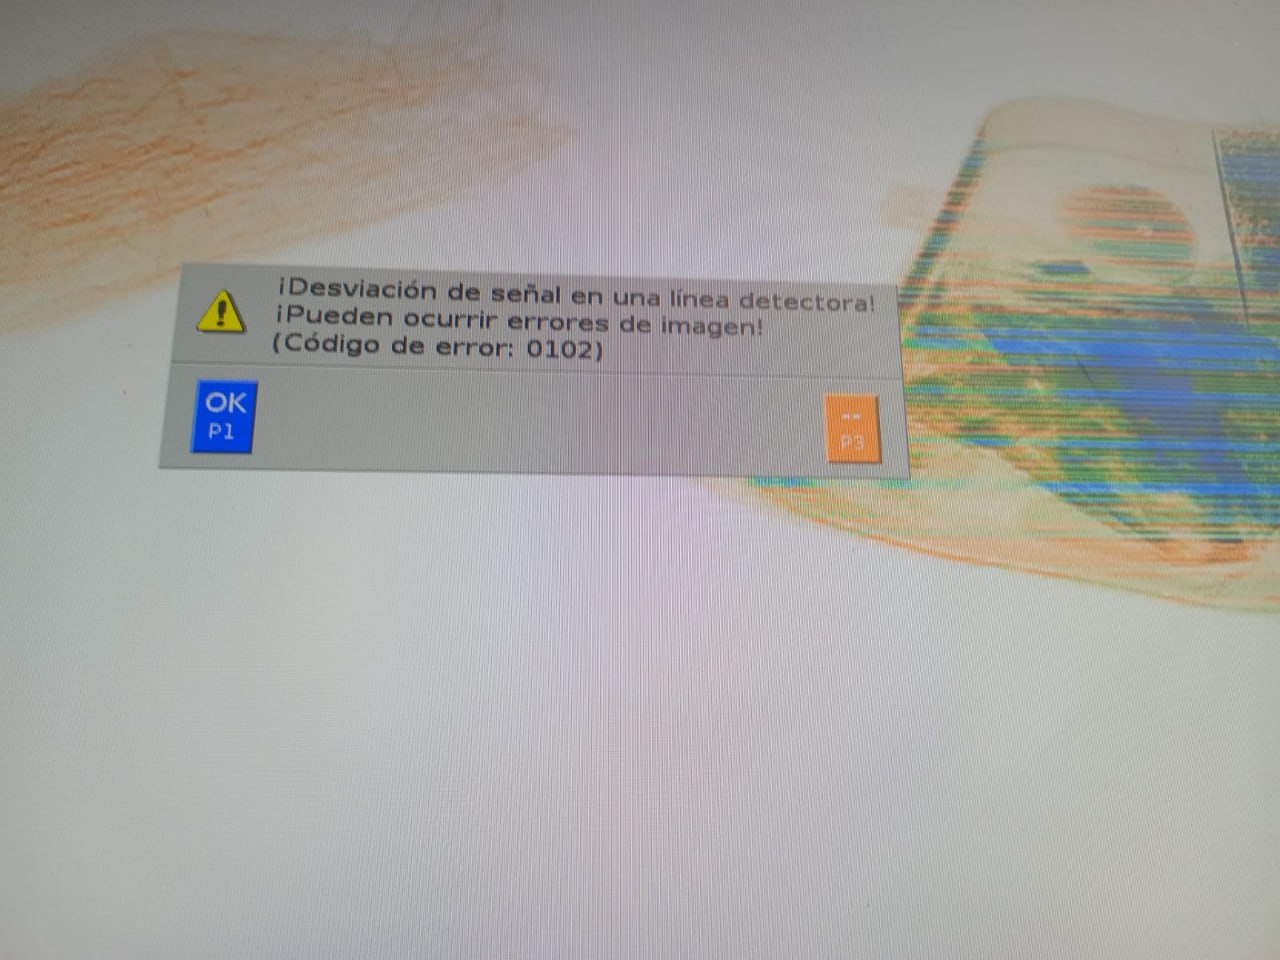 ¡Desviación de señal en una línea detectora!
¡Pueden ocurrir errores de imagen!
(Código de error: 0102)
OK
P1
--
P3